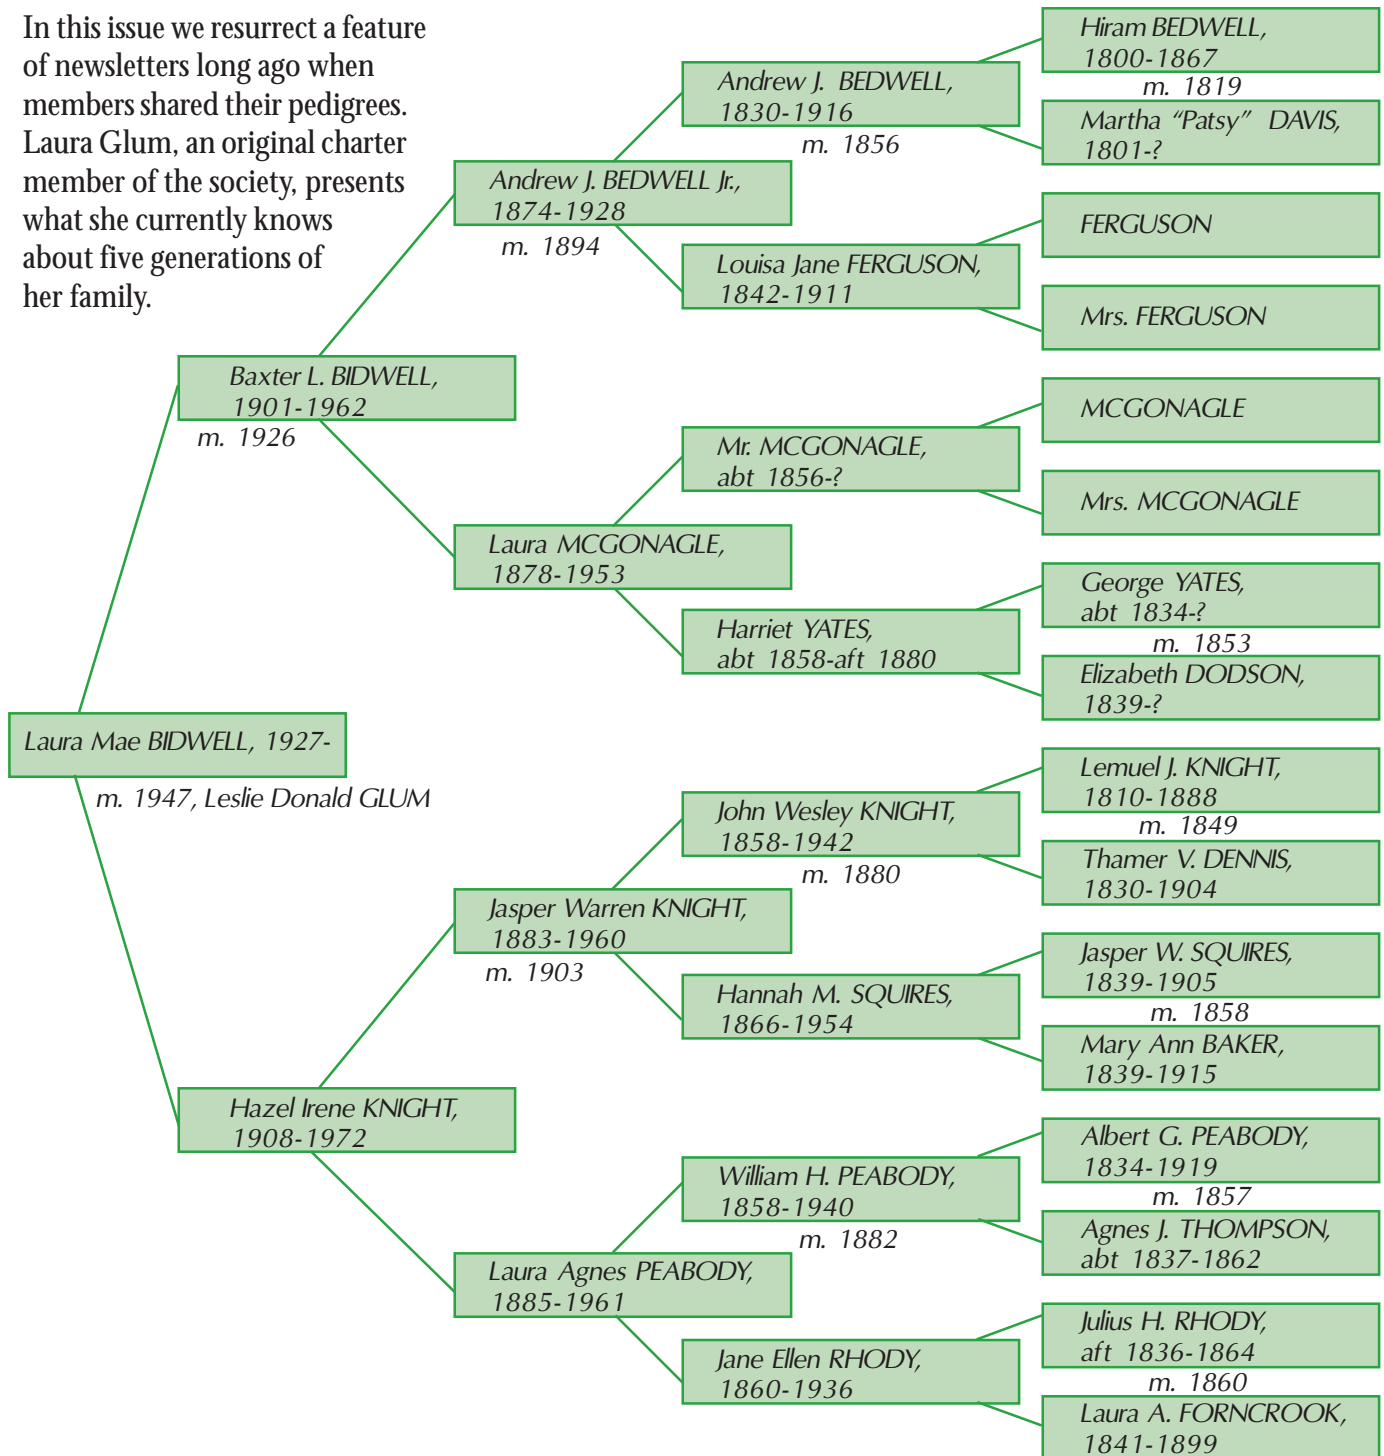 In this issue we resurrect a feature
of newsletters long ago when
members shared their pedigrees.
Laura Glum, an original charter
member of the society, presents
what she currently knows
about five generations of
her family.
Laura Mae BIDWELL, 1927-
m. 1947, Leslie Donald GLUM
Baxter L. BIDWELL,
1901-1962
m. 1926
Hazel Irene KNIGHT,
1908-1972
Andrew J. BEDWELL Jr.,
1874-1928
m. 1894
Laura MCGONAGLE,
1878-1953
Jasper Warren KNIGHT,
1883-1960
m. 1903
Laura Agnes PEABODY,
1885-1961
Andrew J. BEDWELL,
1830-1916
m. 1856
Louisa Jane FERGUSON,
1842-1911
Mr. MCGONAGLE,
abt 1856-?
Harriet YATES,
abt 1858-aft 1880
John Wesley KNIGHT,
1858-1942
m. 1880
Hannah M. SQUIRES,
1866-1954
William H. PEABODY,
1858-1940
m. 1882
Jane Ellen RHODY,
1860-1936
Hiram BEDWELL,
1800-1867
m. 1819
Martha “Patsy” DAVIS,
1801-?
FERGUSON
Mrs. FERGUSON
MCGONAGLE
Mrs. MCGONAGLE
George YATES,
abt 1834-?
m. 1853
Elizabeth DODSON,
1839-?
Lemuel J. KNIGHT,
1810-1888
m. 1849
Thamer V. DENNIS,
1830-1904
Jasper W. SQUIRES,
1839-1905
m. 1858
Mary Ann BAKER,
1839-1915
Albert G. PEABODY,
1834-1919
m. 1857
Agnes J. THOMPSON,
abt 1837-1862
Julius H. RHODY,
aft 1836-1864
m. 1860
Laura A. FORNCROOK,
1841-1899